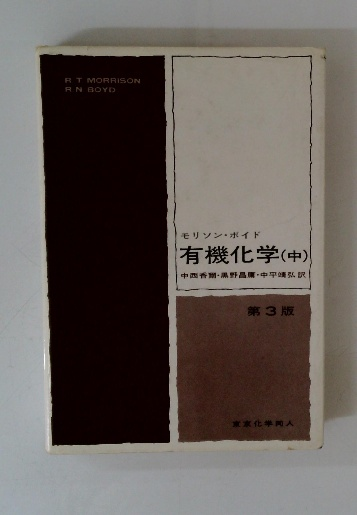 R T MORRISON
R N BOYD
モリソン・ボイド
有機化学(中)
中西香爾・黒野昌庸・中平靖弘 訳
第3版
東京化学同人